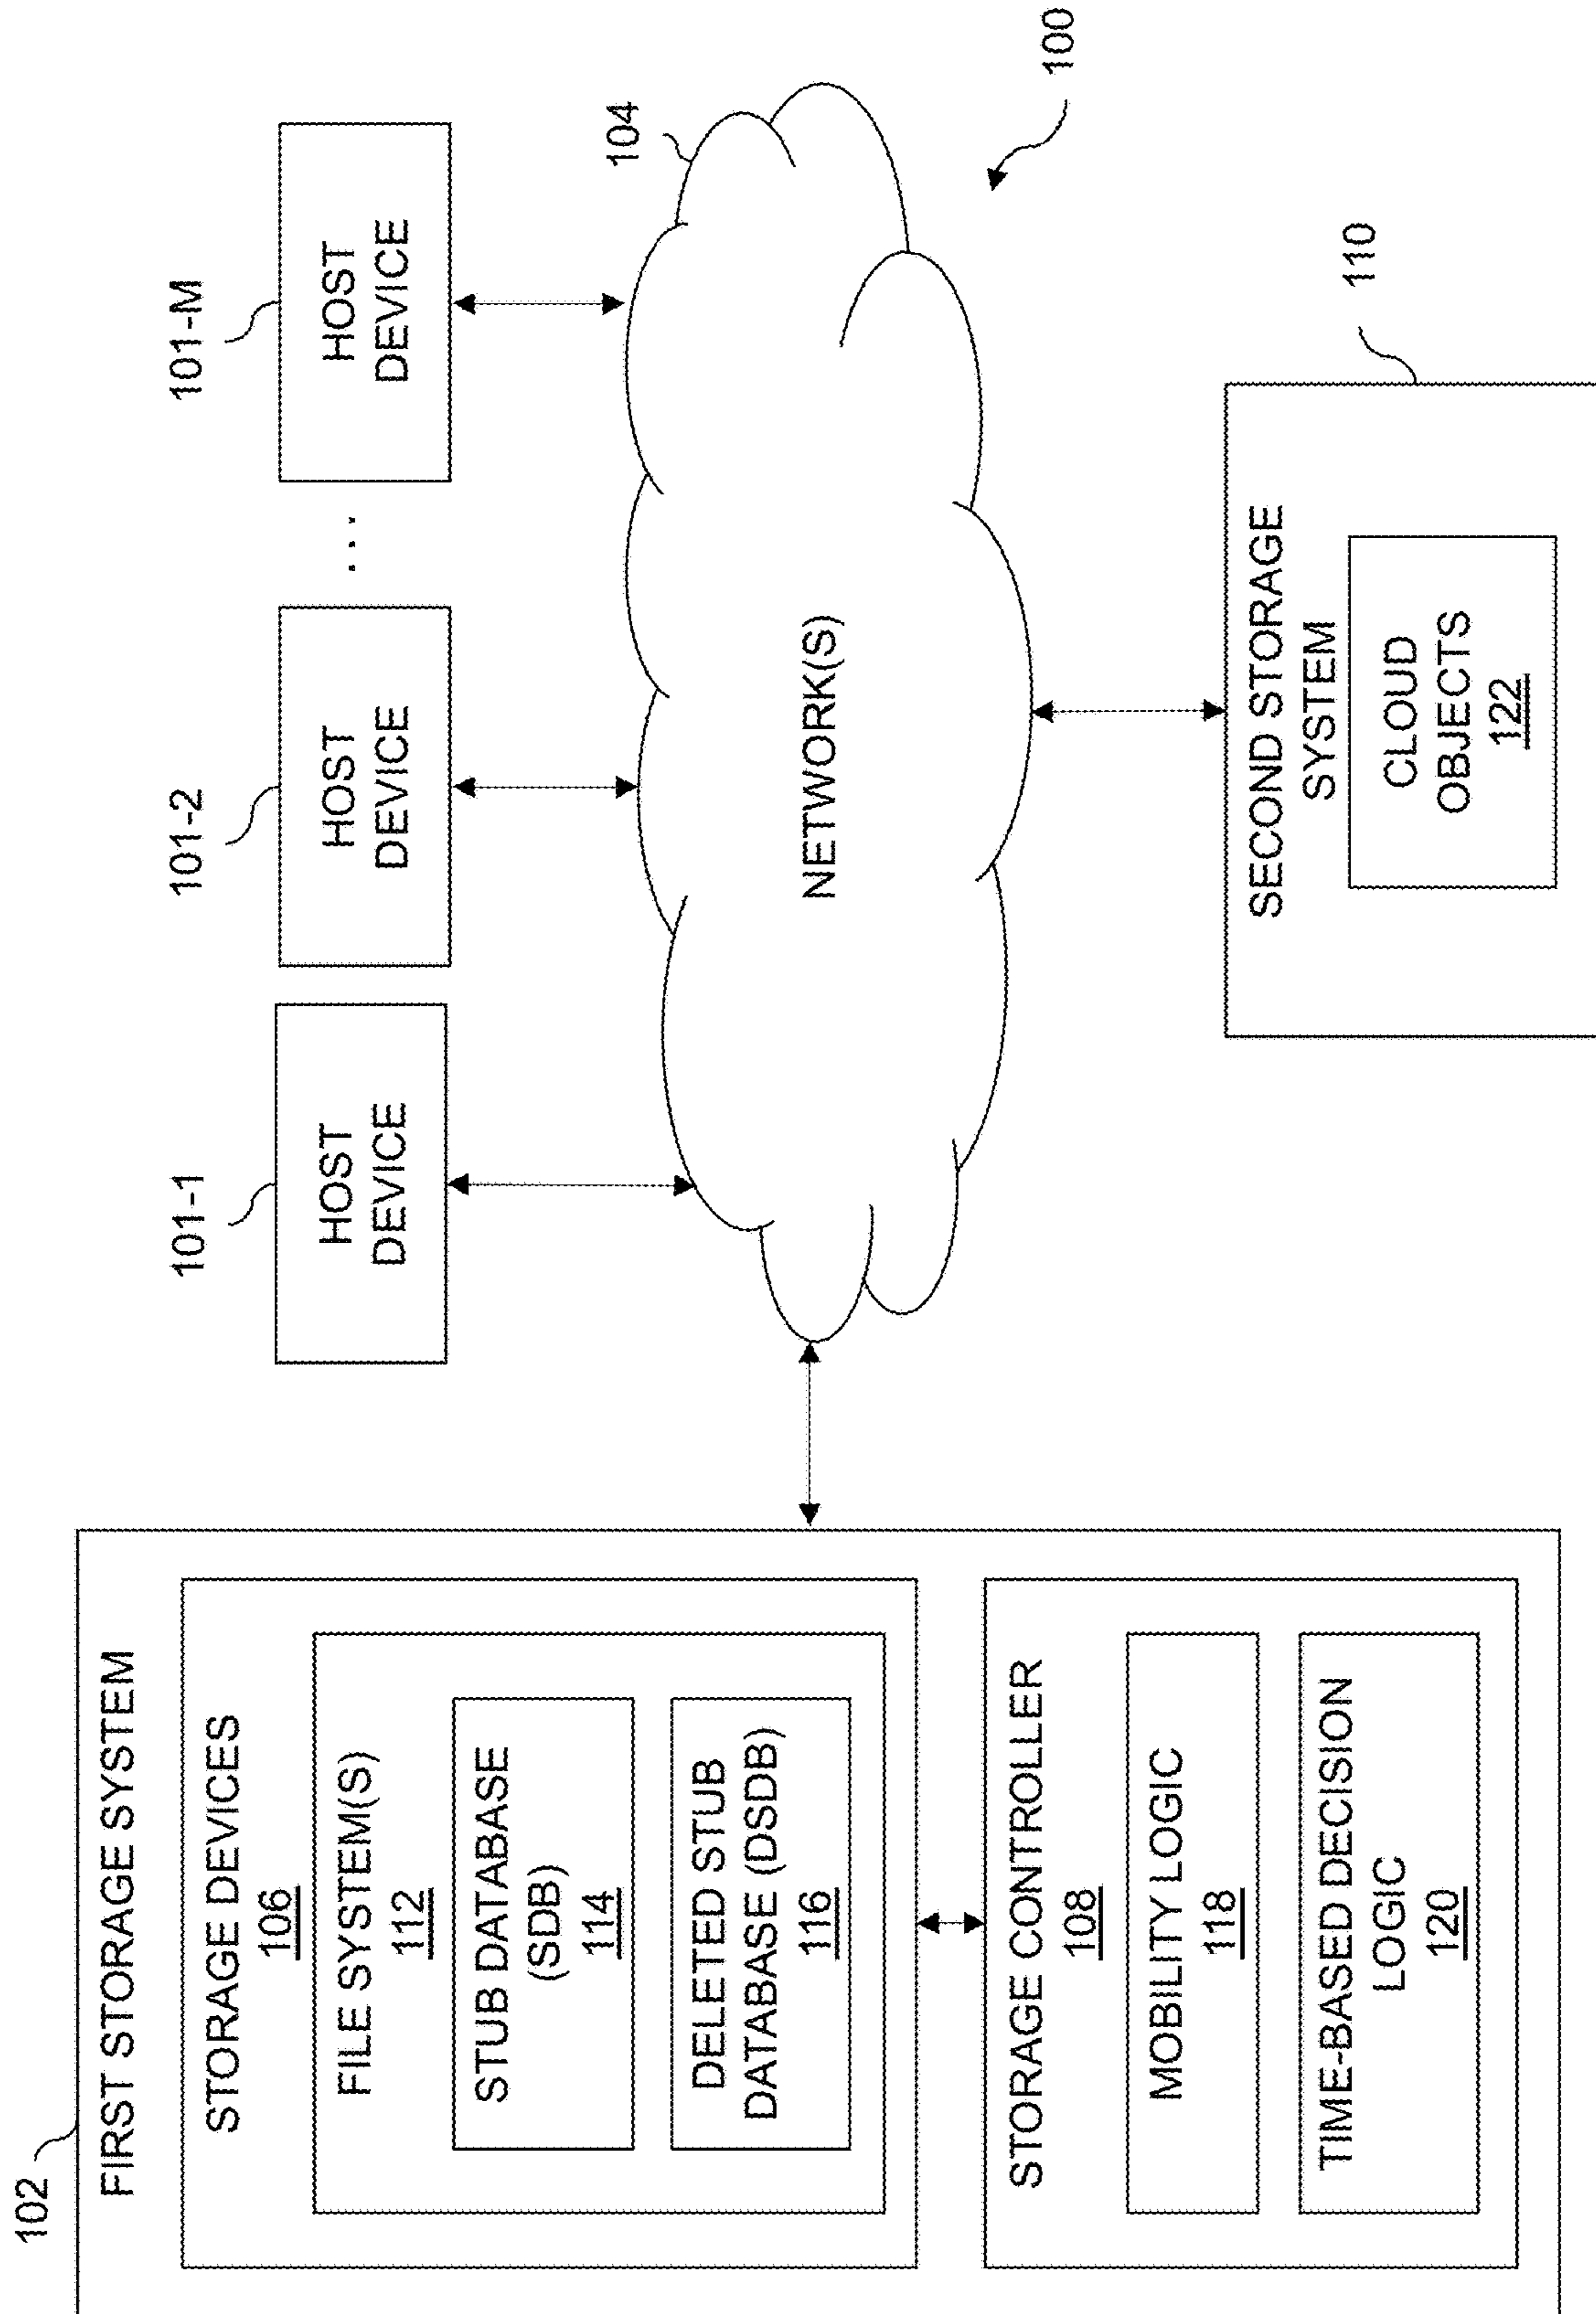 102
FIRST STORAGE SYSTEM
STORAGE DEVICES
106
FILE SYSTEM(S)
112
STUB DATABASE
(SDB)
114
DELETED STUB
DATABASE (DSDB)
116
STORAGE CONTROLLER
108
MOBILITY LOGIC
118
TIME-BASED DECISION
LOGIC
120
101-1
HOST
DEVICE
101-2
HOST
DEVICE
...
101-M
HOST
DEVICE
104
NETWORK(S)
100
110
SECOND STORAGE
SYSTEM
CLOUD
OBJECTS
122